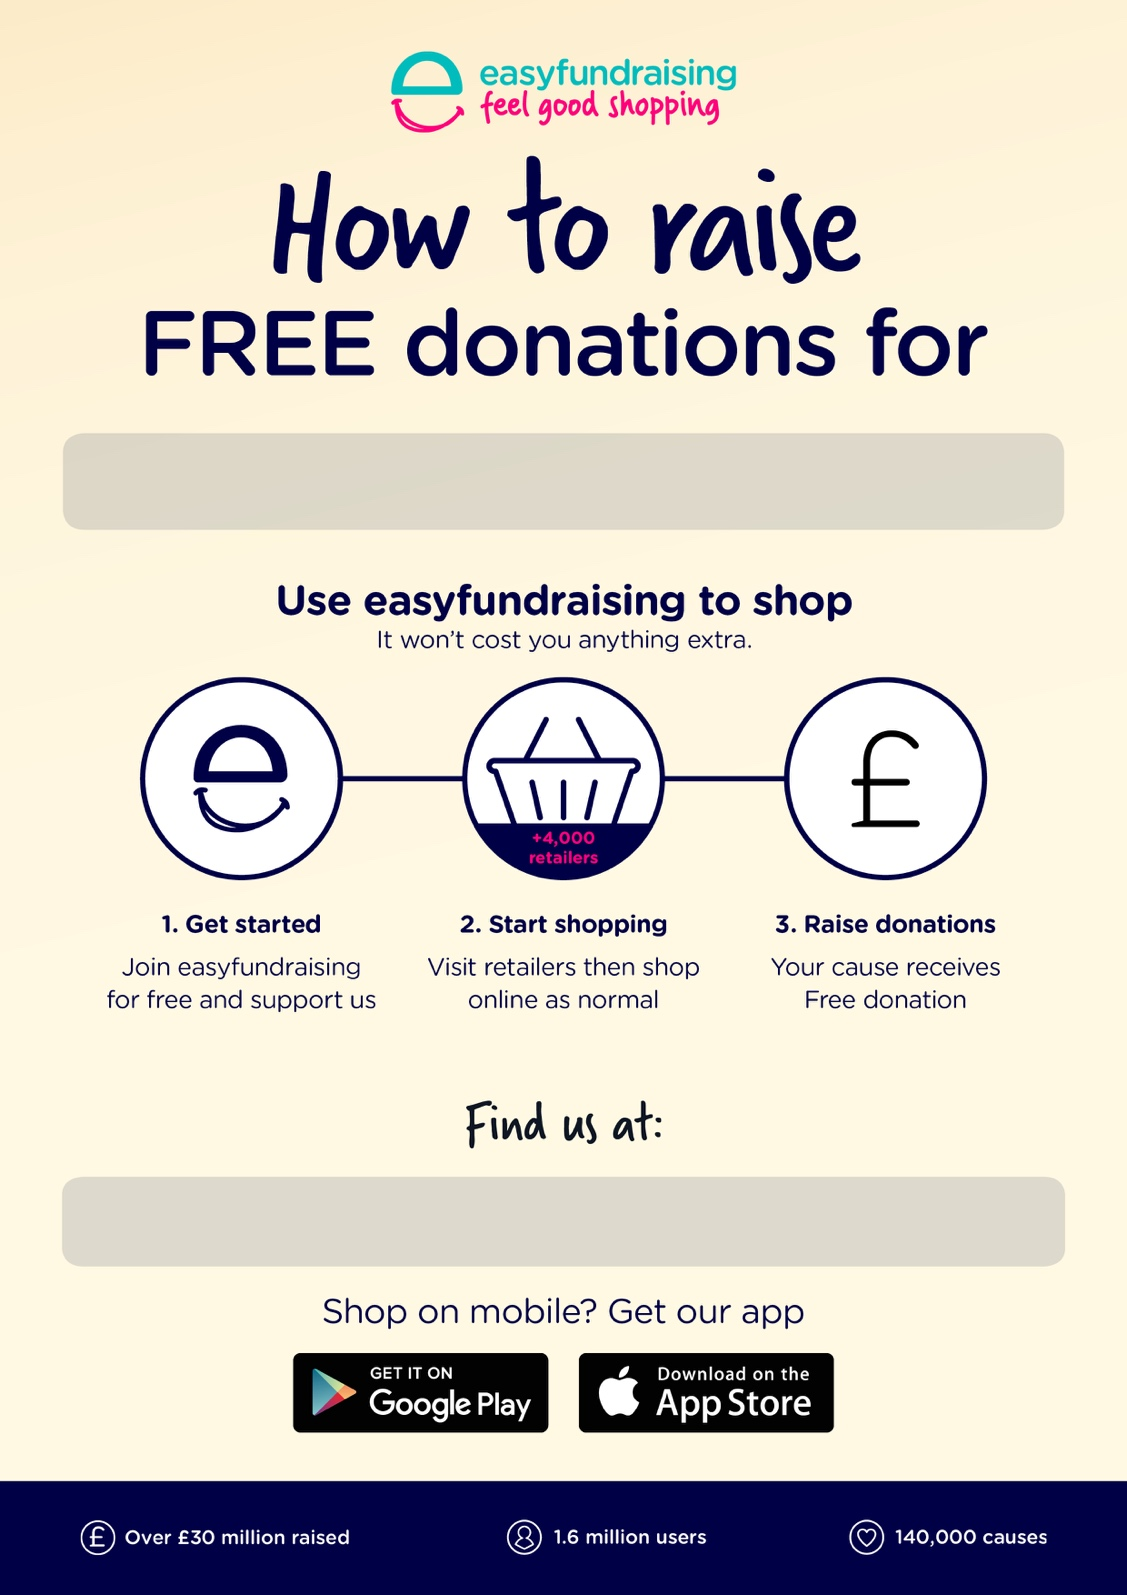 easyfundraising
feel good shopping
How to raise
FREE donations for
Use easyfundraising to shop
It won't cost you anything extra.
+4,000
retailers
1. Get started
Join easyfundraising
for free and support us
2. Start shopping
Visit retailers then shop
online as normal
3. Raise donations
Your cause receives
Free donation
Find us at:
Shop on mobile? Get our app
GET IT ON
Google Play
Download on the
App Store
Over £30 million raised
1.6 million users
140,000 causes